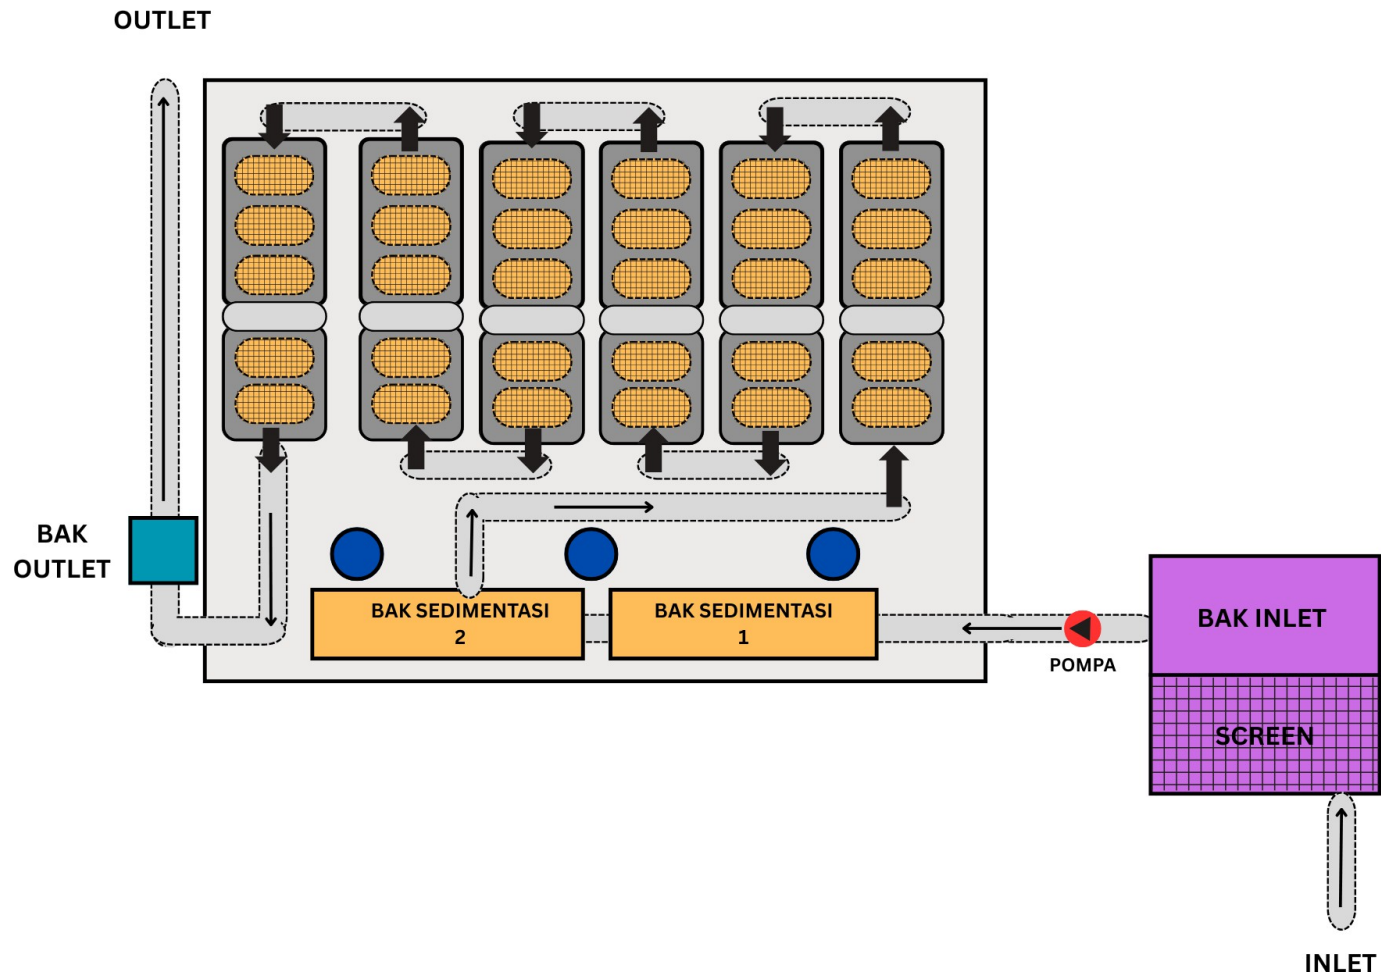 OUTLET
BAK
OUTLET
BAK SEDIMENTASI
2
BAK SEDIMENTASI
1
POMPA
BAK INLET
SCREEN
INLET